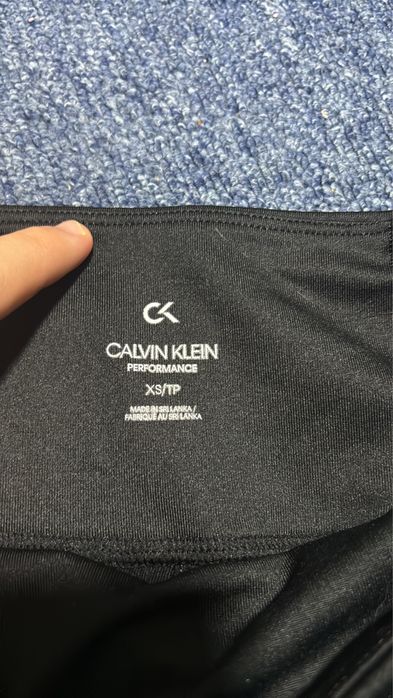 CK
CALVIN KLEIN
PERFORMANCE
XS/TP
MADE IN SRI LANKA /
FABRIQUÉ AU SRI LANKA